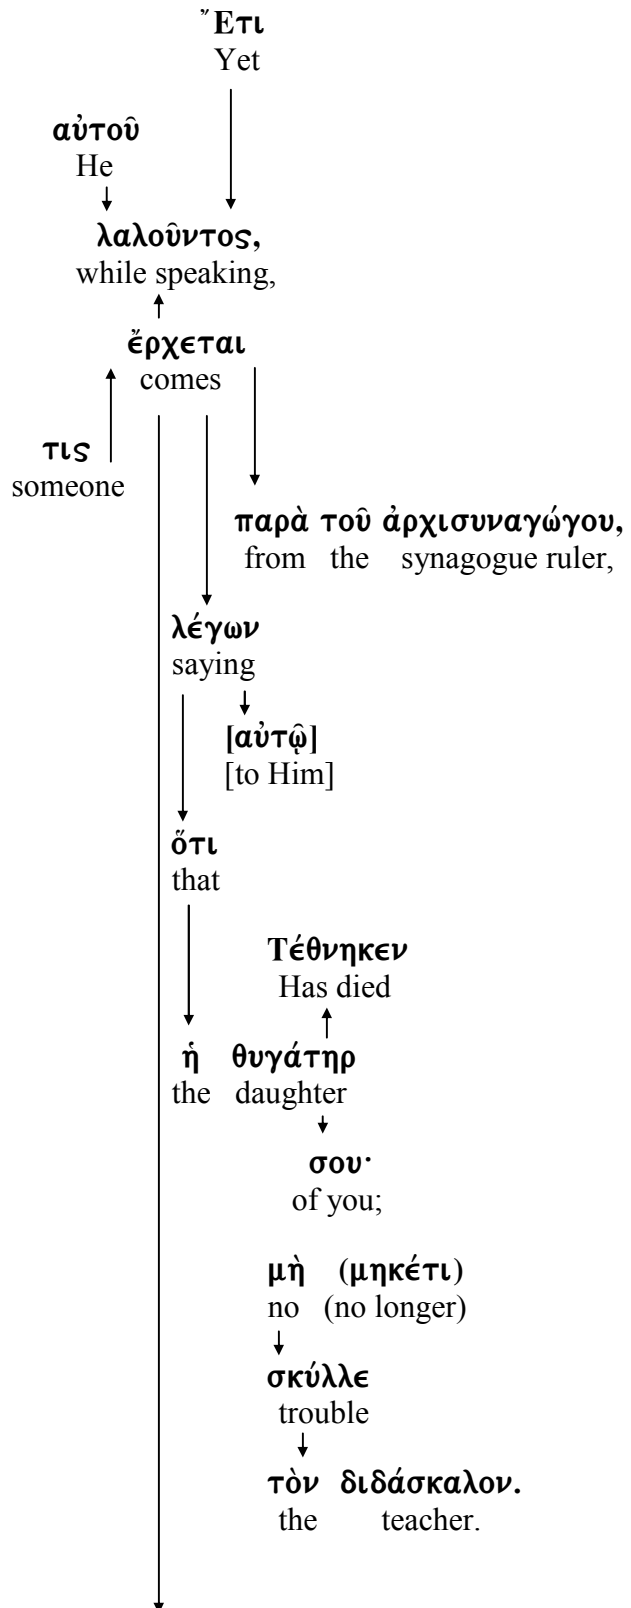 ῎Ετι
Yet
αὐτοῦ
He
λαλοῦντος,
while speaking,
ἔρχεται
comes
τις
someone
παρὰ τοῦ ἀρχισυναγώγου,
from the synagogue ruler,
λέγων
saying
[αὐτῷ]
[to Him]
ὅτι
that
Τέθνηκεν
Has died
ἡ θυγάτηρ
the daughter
σου·
of you;
μὴ (μηκέτι)
no (no longer)
σκύλλε
trouble
τὸν διδάσκαλον.
the teacher.